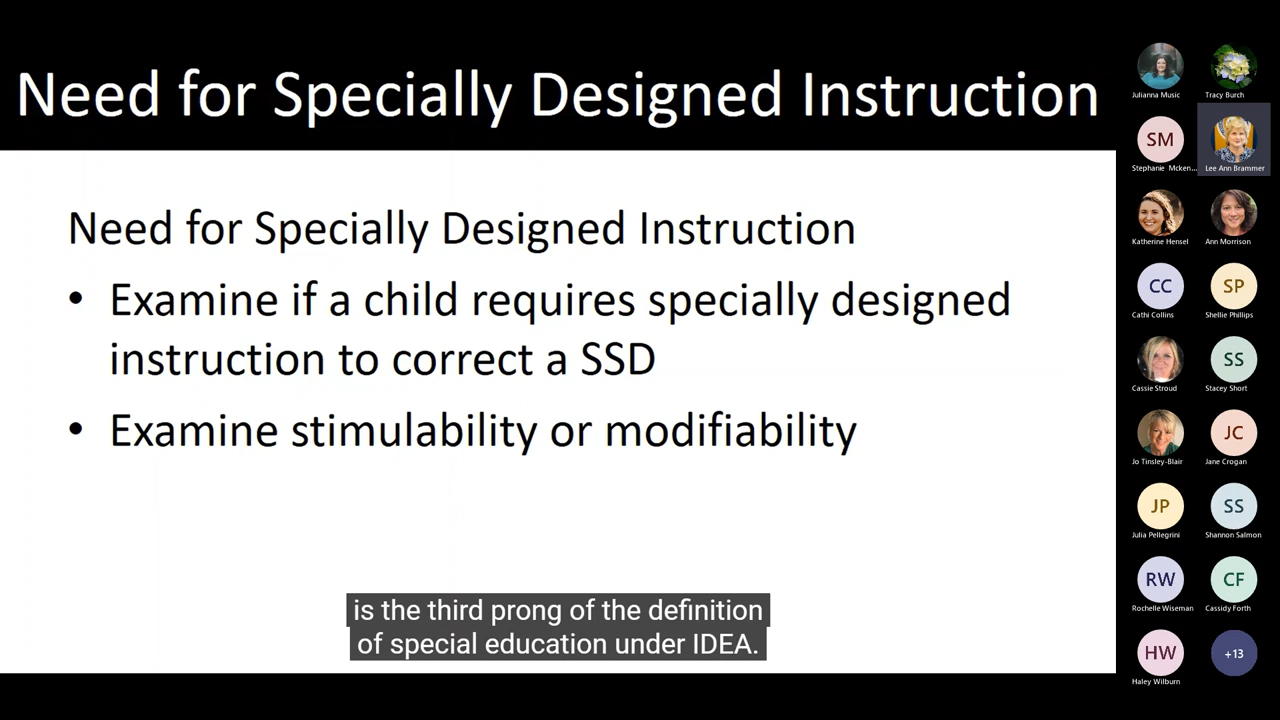 Need for Specially Designed Instruction
Need for Specially Designed Instruction
• Examine if a child requires specially designed
instruction to correct a SSD
• Examine stimulability or modifiability
is the third prong of the definition
of special education under IDEA.
Julianna Music
Tracy Burch
SM
Stephanie Mcken...
Lee Ann Brammer
Katherine Hensel
Ann Morrison
CC
Cathi Collins
SP
Shellie Phillips
Cassie Stroud
SS
Stacey Short
Jo Tinsley-Blair
JC
Jane Crogan
JP
Julia Pellegrini
SS
Shannon Salmon
RW
Rochelle Wiseman
CF
Cassidy Forth
HW
Haley Wilburn
+13